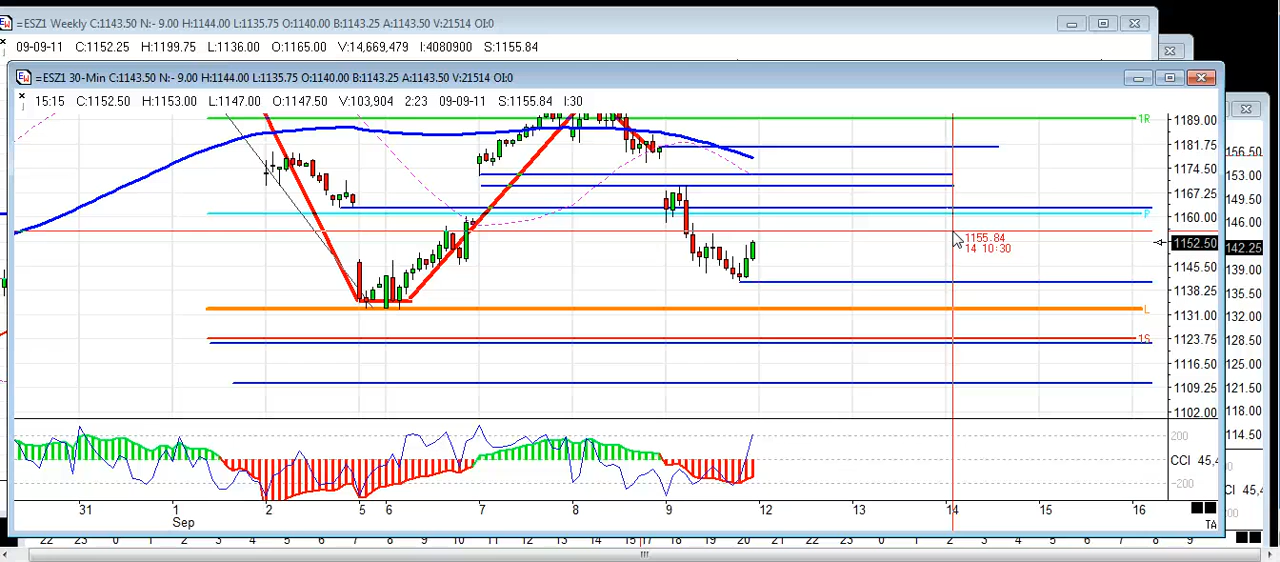 =ESZ1 Weekly C:1143.50 N:- 9.00 H:1144.00 L:1135.75 O:1140.00 B:1143.25 A:1143.50 V:21514 OI:0
09-09-11 C:1152.25 H:1199.75 L:1136.00 O:1165.00 V:14,669,479 I:4080900 S:1155.84
=ESZ1 30-Min C:1143.50 N:- 9.00 H:1144.00 L:1135.75 O:1140.00 B:1143.25 A:1143.50 V:21514 OI:0
15:15 C:1152.50 H:1153.00 L:1147.00 O:1147.50 V:103,904 2:23 09-09-11 S:1155.84 I:30
1R 1189.00
1181.75
1174.50
1167.25
P 1160.00
1155.84
14 10:30
1152.50
1145.50
1138.25
L 1131.00
1S 1123.75
1116.50
1109.25
1102.00
156.50
153.00
149.50
146.00
142.25
139.00
135.50
132.00
128.50
125.00
121.50
118.00
114.50
200
CCI 45,4
-200
CI 45,4
31 1 2 5 6 7 8 9 12 13 14 15 16
Sep
TA
22 23 0 1 2 3 4 5 6 7 8 9 10 11 12 13 14 15 16 17 18 19 20 21 22 23 0 1 2 3 4 5 6 7 8 9